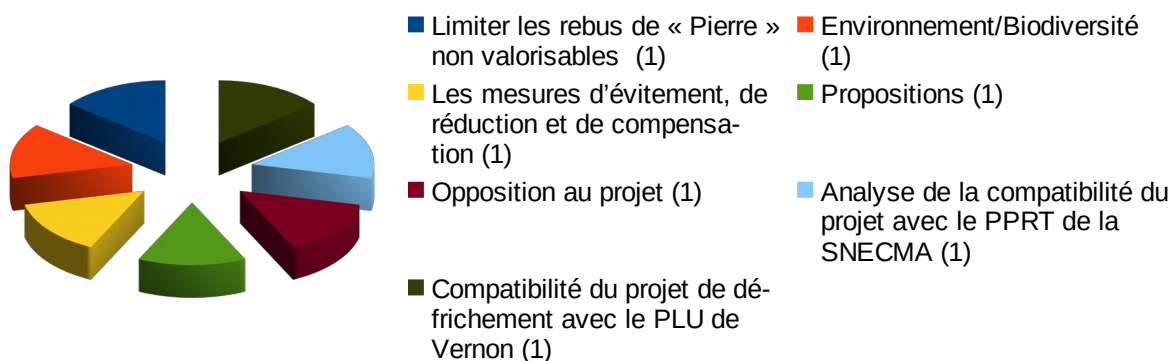 Limiter les rebus de « Pierre »
non valorisables (1)
Environnement/Biodiversité
(1)
Les mesures d'évitement, de
réduction et de compensa-
tion (1)
Propositions (1)
Opposition au projet (1)
Analyse de la compatibilité du
projet avec le PPRT de la
SNECMA (1)
Compatibilité du projet de dé-
frichement avec le PLU de
Vernon (1)